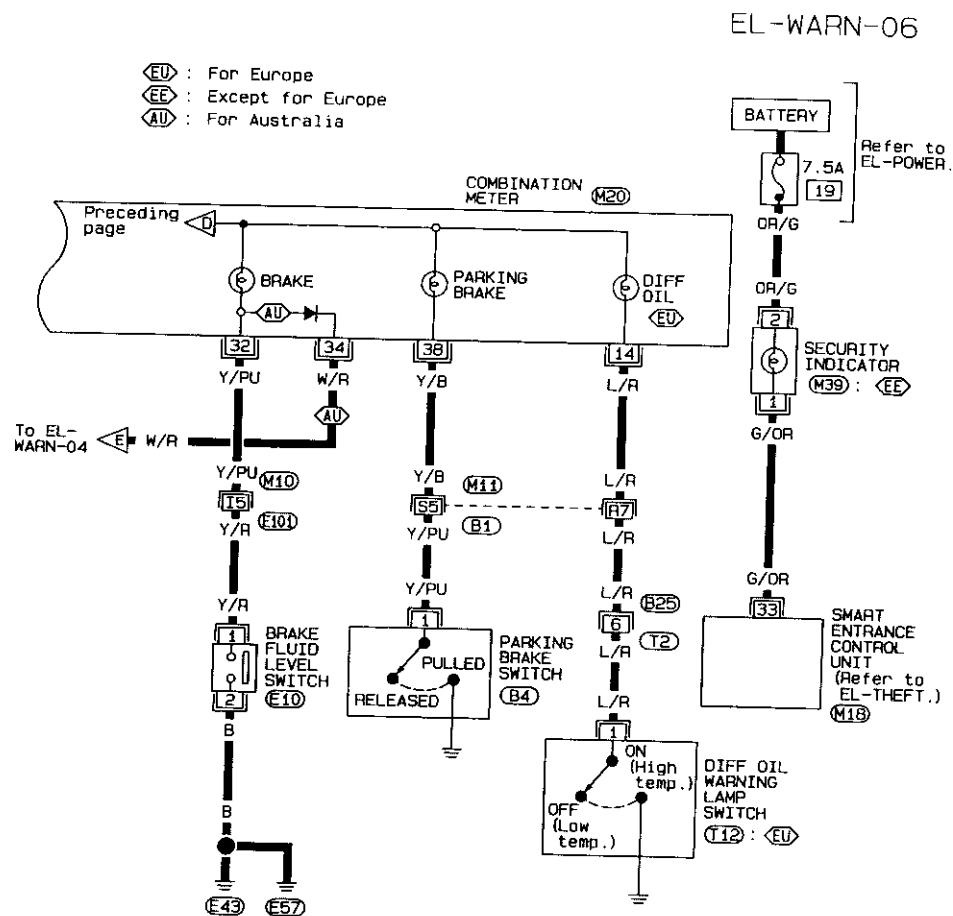 EL-WARN-06
EU : For Europe
EE : Except for Europe
AU : For Australia
BATTERY
Refer to
EL-POWER.
7.5A
19
OR/G
OR/G
COMBINATION
METER
M20
Preceding
page
D
BRAKE
PARKING
BRAKE
DIFF
OIL
EU
AU
32
34
38
14
2
SECURITY
INDICATOR
M39 : EE
1
G/OR
Y/PU
W/R
Y/B
L/R
AU
To EL-
WARN-04
E
W/R
Y/PU
M10
I5
E101
Y/R
Y/B
M11
S5
B1
Y/PU
L/R
R7
L/R
G/OR
33
SMART
ENTRANCE
CONTROL
UNIT
(Refer to
EL-THEFT.)
M18
Y/R
1
BRAKE
FLUID
LEVEL
SWITCH
E10
2
B
B
E43
E57
Y/PU
1
PULLED
RELEASED
PARKING
BRAKE
SWITCH
B4
L/R
B25
6
T2
L/R
L/R
1
ON
(High
temp.)
OFF
(Low
temp.)
DIFF OIL
WARNING
LAMP
SWITCH
T12 : EU